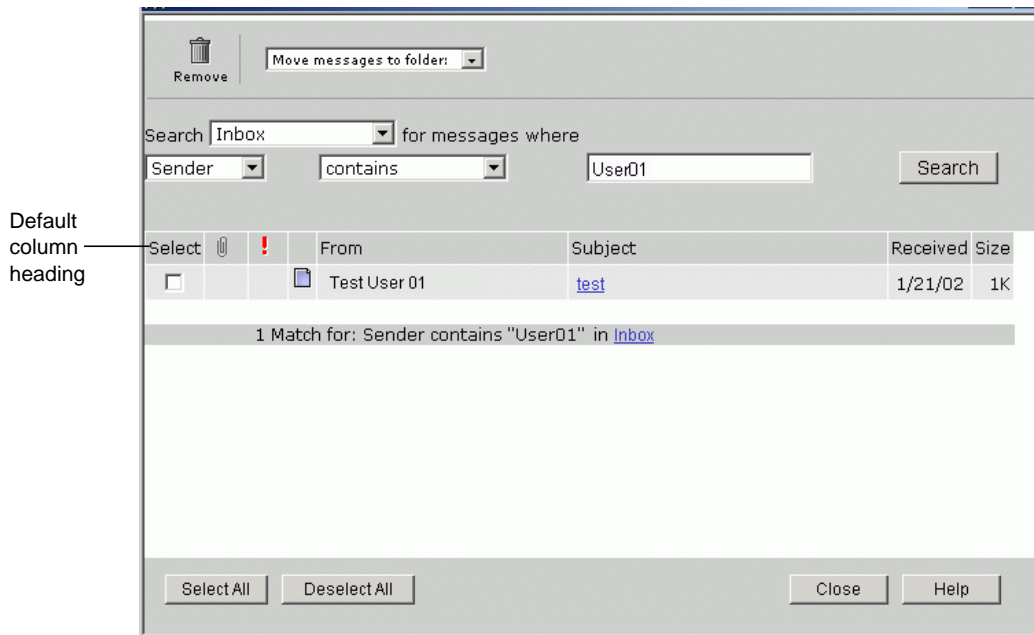 Remove
Move messages to folder:
Search Inbox for messages where
Sender contains User01 Search
Default
column
heading
Select ! From Subject Received Size
Test User 01 test 1/21/02 1K
1 Match for: Sender contains "User01" in Inbox
Select All Deselect All Close Help